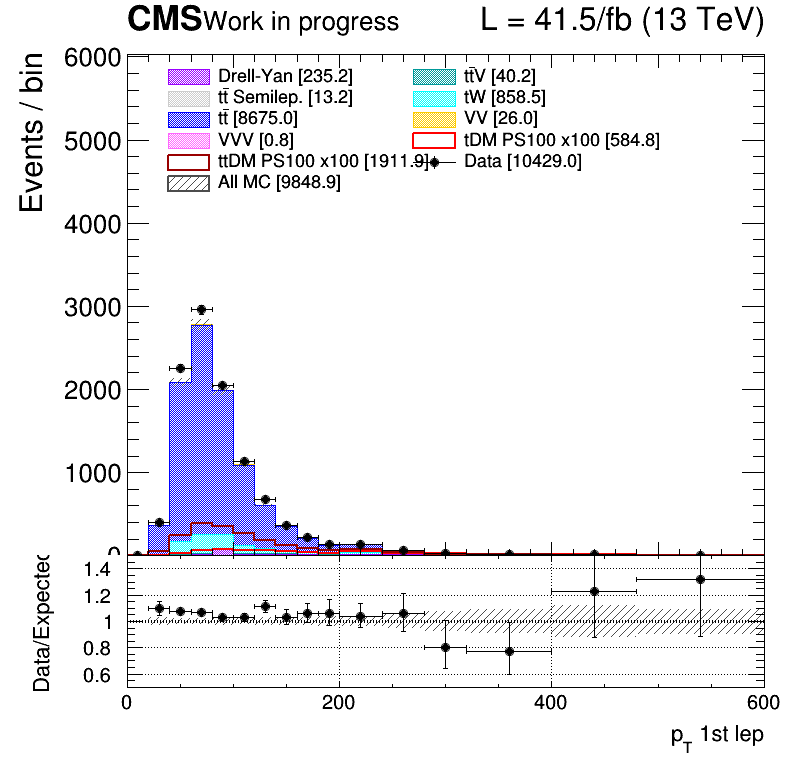 CMS Work in progress L = 41.5/fb (13 TeV)
Events / bin
6000
5000
4000
3000
2000
1000
0
Drell-Yan [235.2] tt̄V [40.2]
tt̄ Semilep. [13.2] tW [858.5]
tt̄ [8675.0] VV [26.0]
VVV [0.8] tDM PS100 x100 [584.8]
ttDM PS100 x100 [1911.9] Data [10429.0]
All MC [9848.9]
Data/Expected
1.4
1.2
1
0.8
0.6
0 200 400 600
pT 1st lep